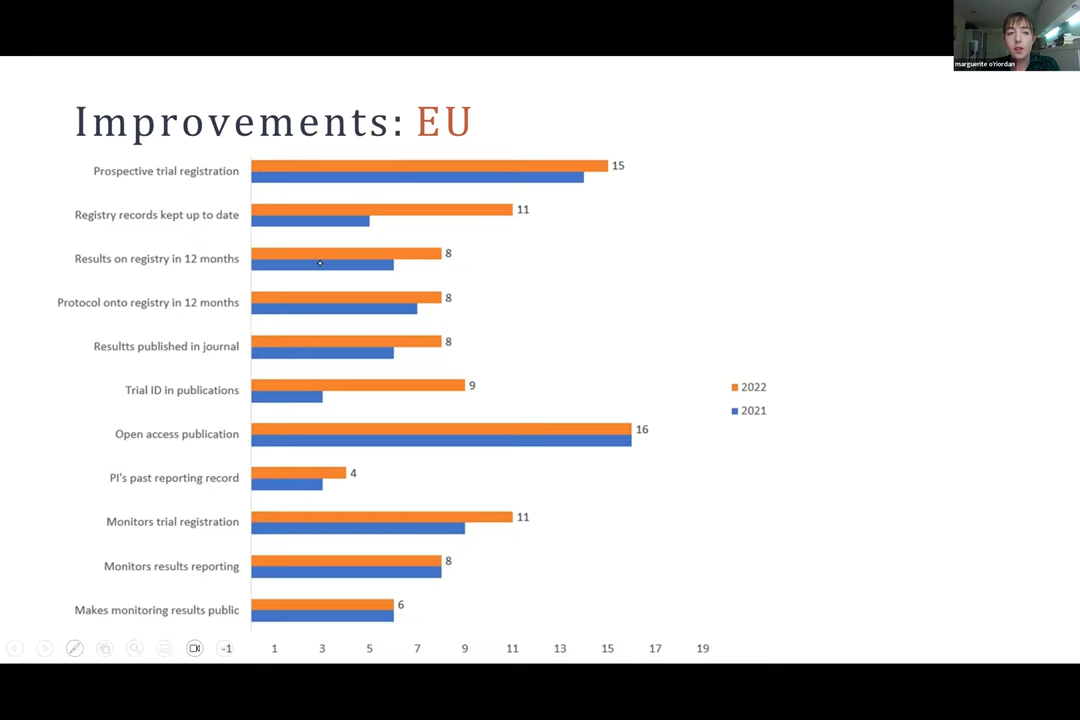 marguerite o'riordan
Improvements: EU
Prospective trial registration 15
Registry records kept up to date 11
Results on registry in 12 months 8
Protocol onto registry in 12 months 8
Resultts published in journal 8
Trial ID in publications 9
2022
2021
Open access publication 16
PI's past reporting record 4
Monitors trial registration 11
Monitors results reporting 8
Makes monitoring results public 6
-1 1 3 5 7 9 11 13 15 17 19